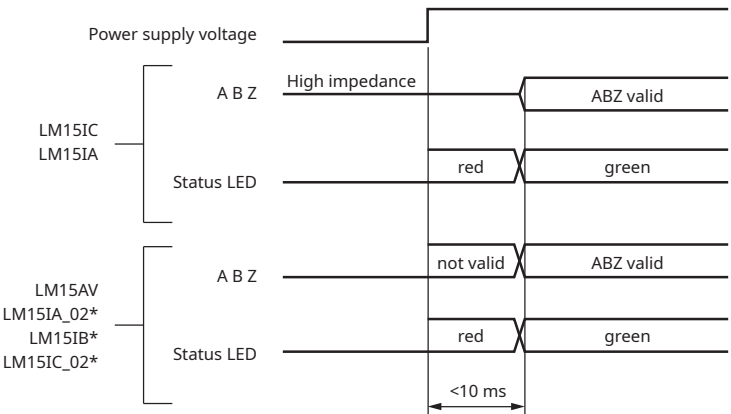 Power supply voltage
High impedance
A B Z
ABZ valid
LM15IC
LM15IA
red
green
Status LED
not valid
ABZ valid
A B Z
LM15AV
LM15IA_02*
LM15IB*
LM15IC_02*
red
green
Status LED
<10 ms